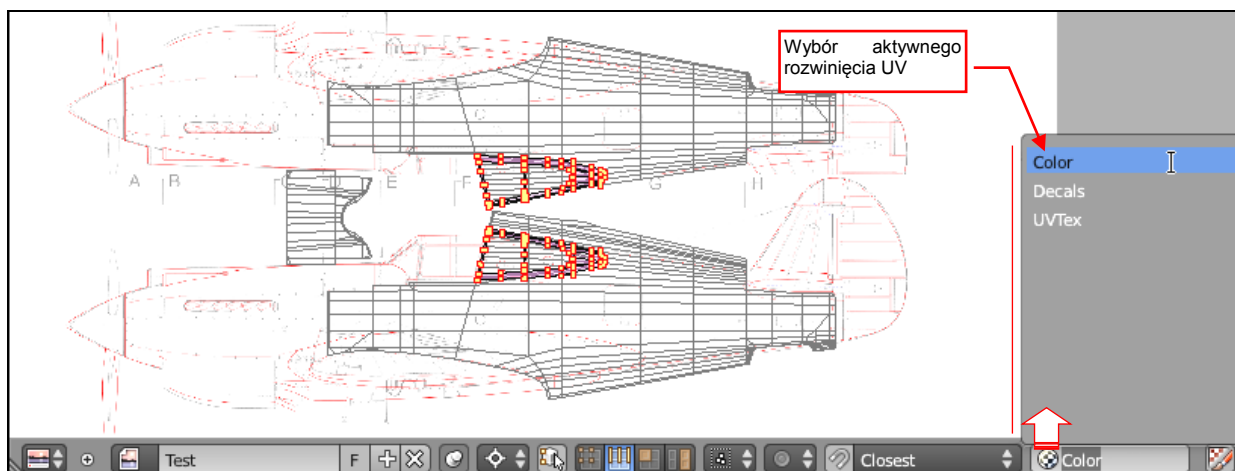 Wybór aktywnego
rozwinięcia UV
Color
Decals
UVTex
A B C D E F G H
Test F Closest Color